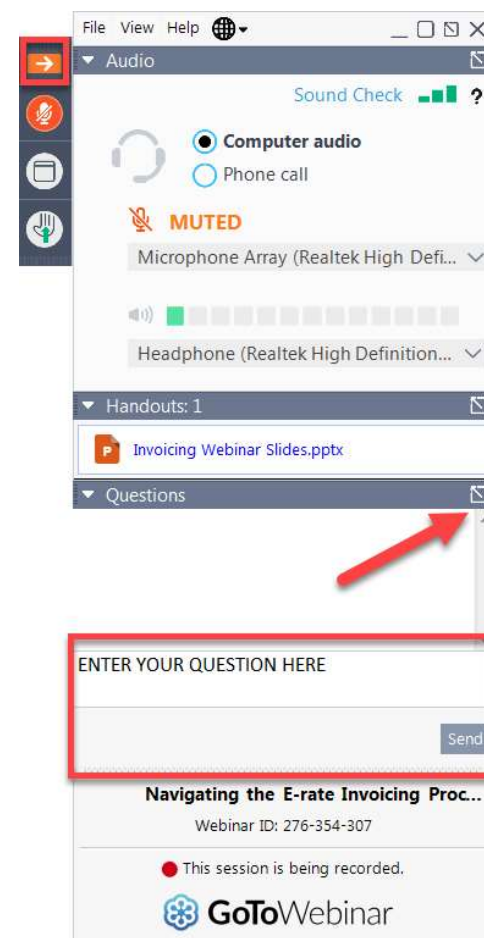 File View Help
Audio
Sound Check ?
Computer audio
Phone call
MUTED
Microphone Array (Realtek High Defi...
Headphone (Realtek High Definition...
Handouts: 1
P Invoicing Webinar Slides.pptx
Questions
ENTER YOUR QUESTION HERE
Send
Navigating the E-rate Invoicing Proc...
Webinar ID: 276-354-307
This session is being recorded.
GoToWebinar